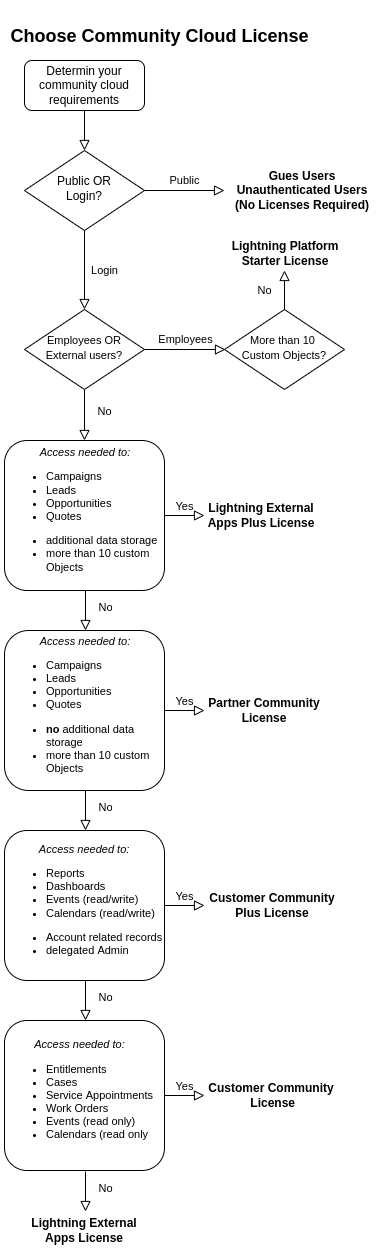 Choose Community Cloud License
Determin your
community cloud
requirements
Public OR
Login?
Public
Gues Users
Unauthenticated Users
(No Licenses Required)
Login
Lightning Platform
Starter License
No
Employees OR
External users?
Employees
More than 10
Custom Objects?
No
Access needed to:
• Campaigns
• Leads
• Opportunities
• Quotes
• additional data storage
• more than 10 custom
Objects
Yes
Lightning External
Apps Plus License
No
Access needed to:
• Campaigns
• Leads
• Opportunities
• Quotes
• no additional data
storage
• more than 10 custom
Objects
Yes
Partner Community
License
No
Access needed to:
• Reports
• Dashboards
• Events (read/write)
• Calendars (read/write)
• Account related records
• delegated Admin
Yes
Customer Community
Plus License
No
Access needed to:
• Entitlements
• Cases
• Service Appointments
• Work Orders
• Events (read only)
• Calendars (read only
Yes
Customer Community
License
No
Lightning External
Apps License